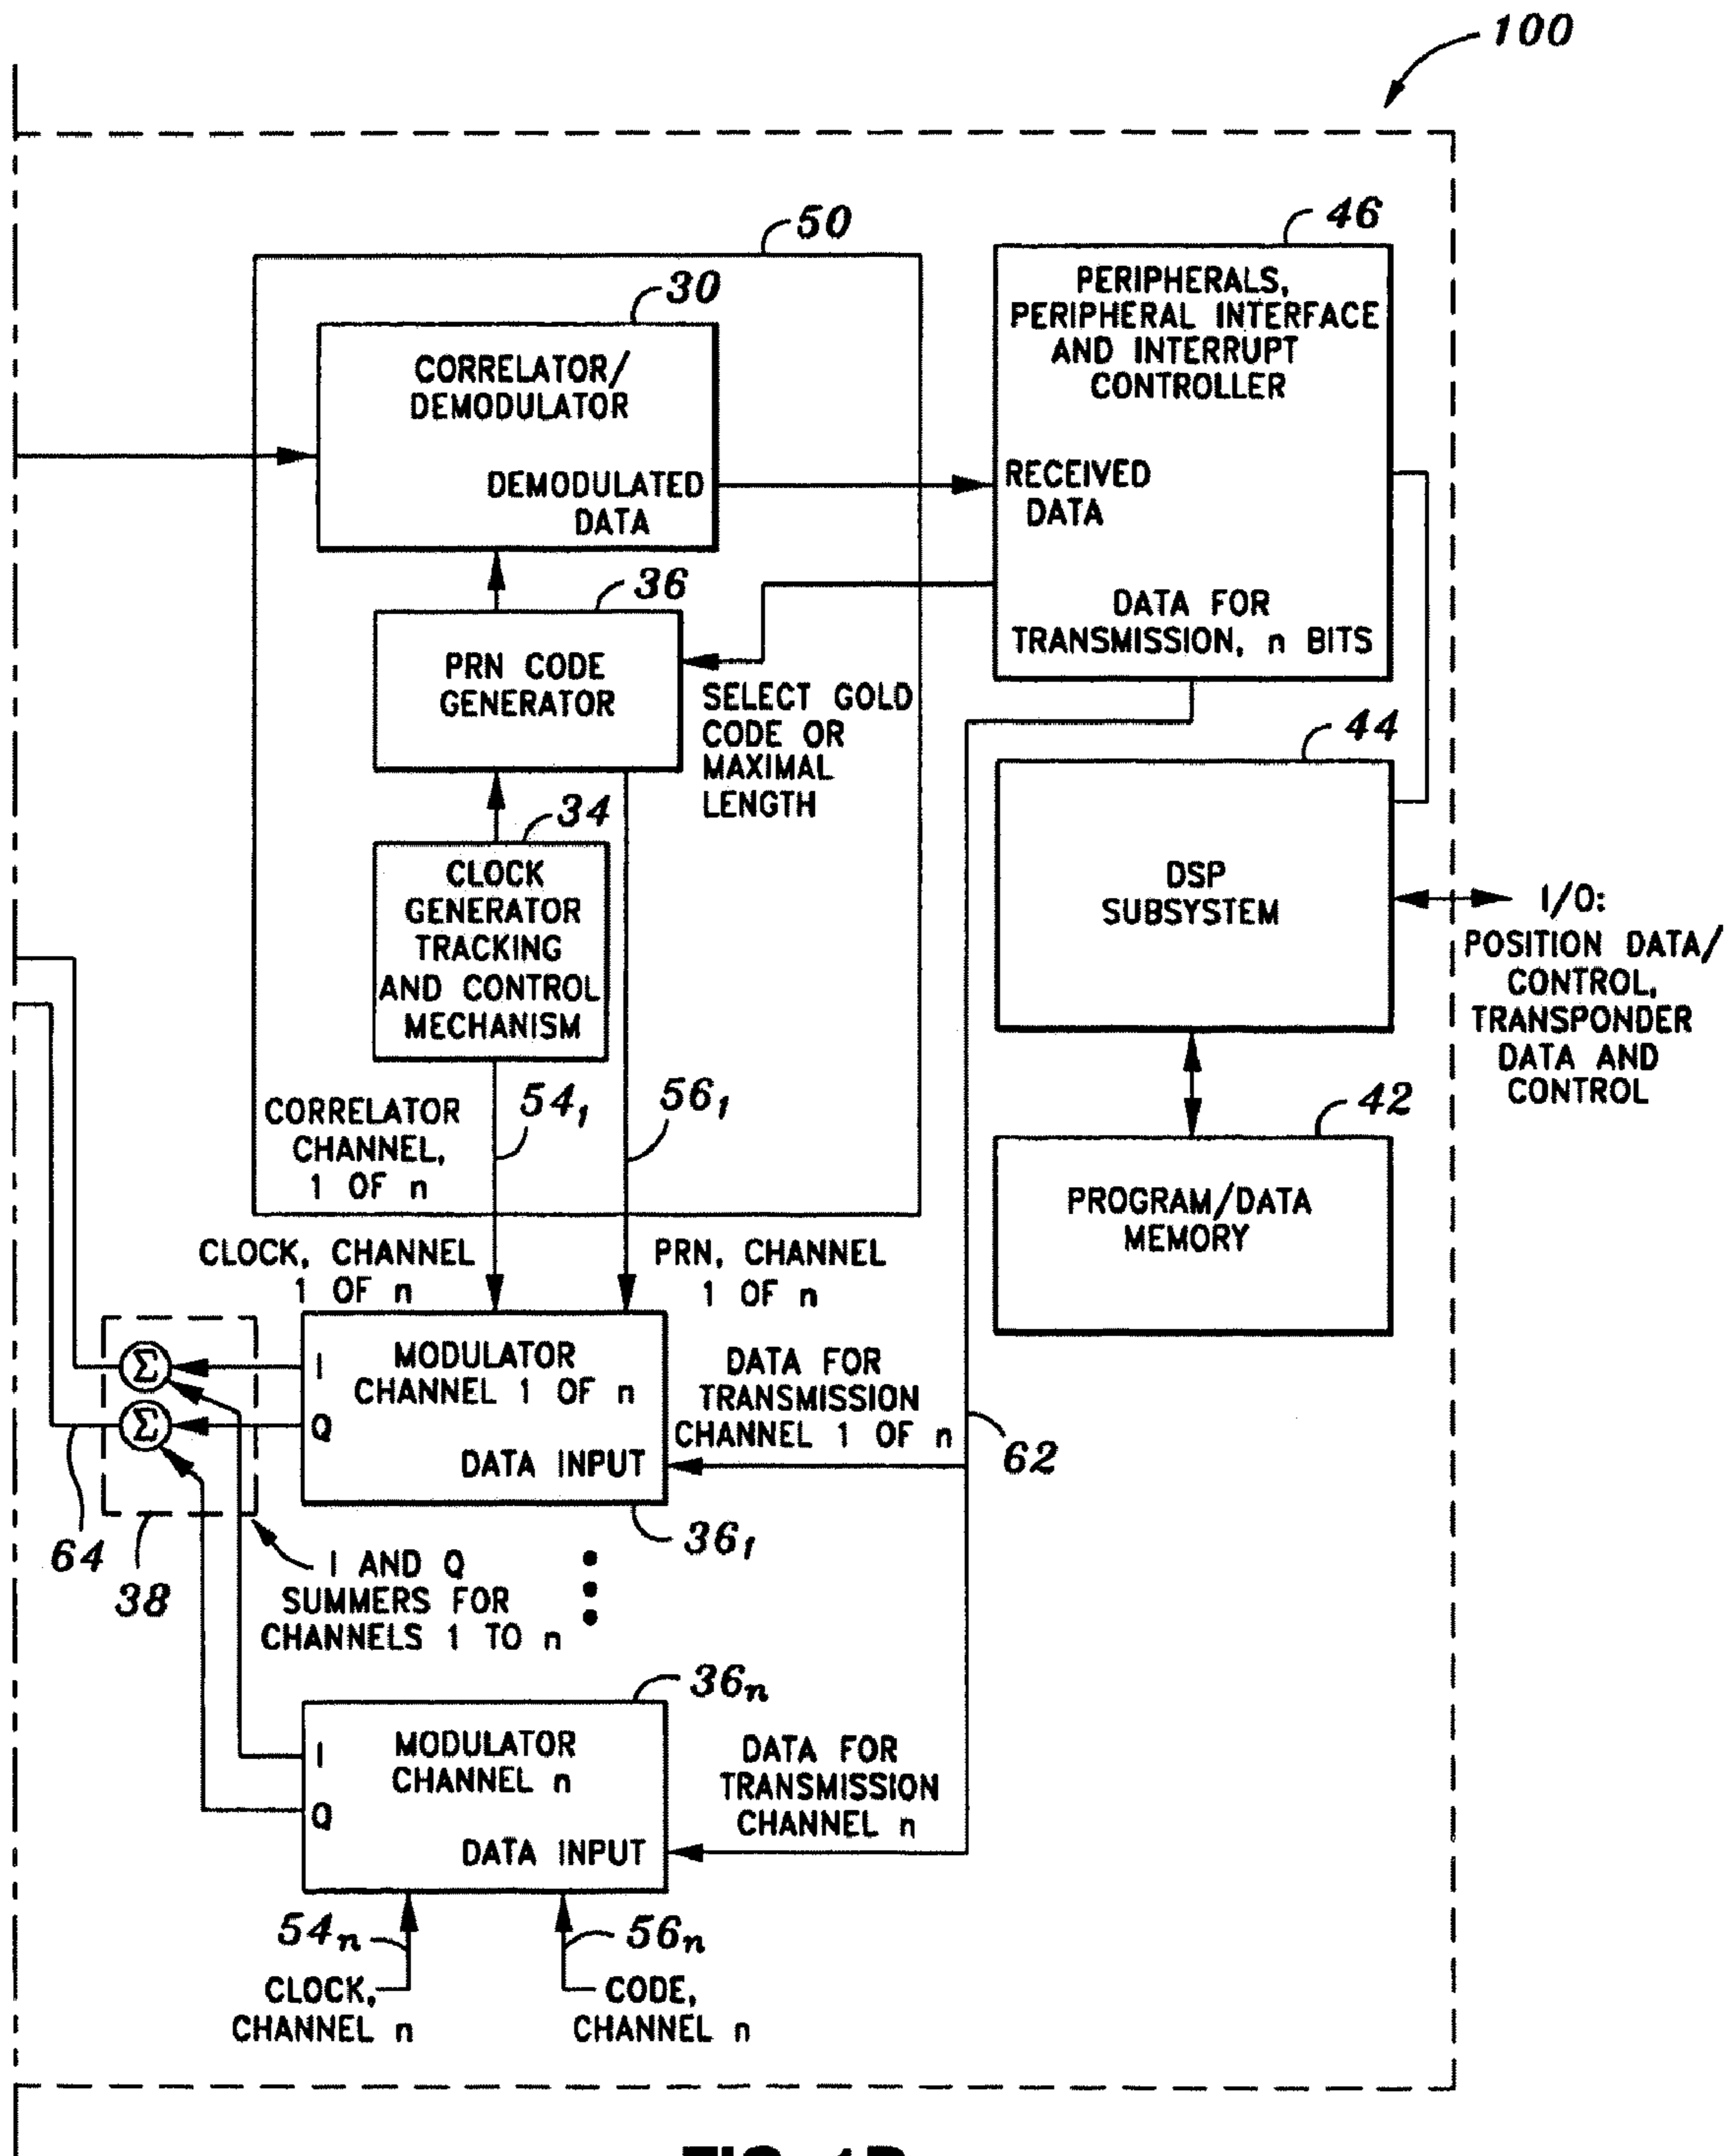 100
50
46
30
PERIPHERALS,
PERIPHERAL INTERFACE
AND INTERRUPT
CONTROLLER
CORRELATOR/
DEMODULATOR
DEMODULATED
DATA
RECEIVED
DATA
36
DATA FOR
TRANSMISSION, n BITS
PRN CODE
GENERATOR
SELECT GOLD
CODE OR
MAXIMAL
LENGTH
44
34
CLOCK
GENERATOR
TRACKING
AND CONTROL
MECHANISM
DSP
SUBSYSTEM
I/O:
POSITION DATA/
CONTROL,
TRANSPONDER
DATA AND
CONTROL
CORRELATOR
CHANNEL,
1 OF n
54₁
56₁
42
PROGRAM/DATA
MEMORY
CLOCK, CHANNEL
1 OF n
PRN, CHANNEL
1 OF n
Σ
Σ
I
Q
MODULATOR
CHANNEL 1 OF n
DATA INPUT
DATA FOR
TRANSMISSION
CHANNEL 1 OF n
62
64
38
36₁
I AND Q
SUMMERS FOR
CHANNELS 1 TO n
36ₙ
I
Q
MODULATOR
CHANNEL n
DATA INPUT
DATA FOR
TRANSMISSION
CHANNEL n
54ₙ
56ₙ
CLOCK,
CHANNEL n
CODE,
CHANNEL n